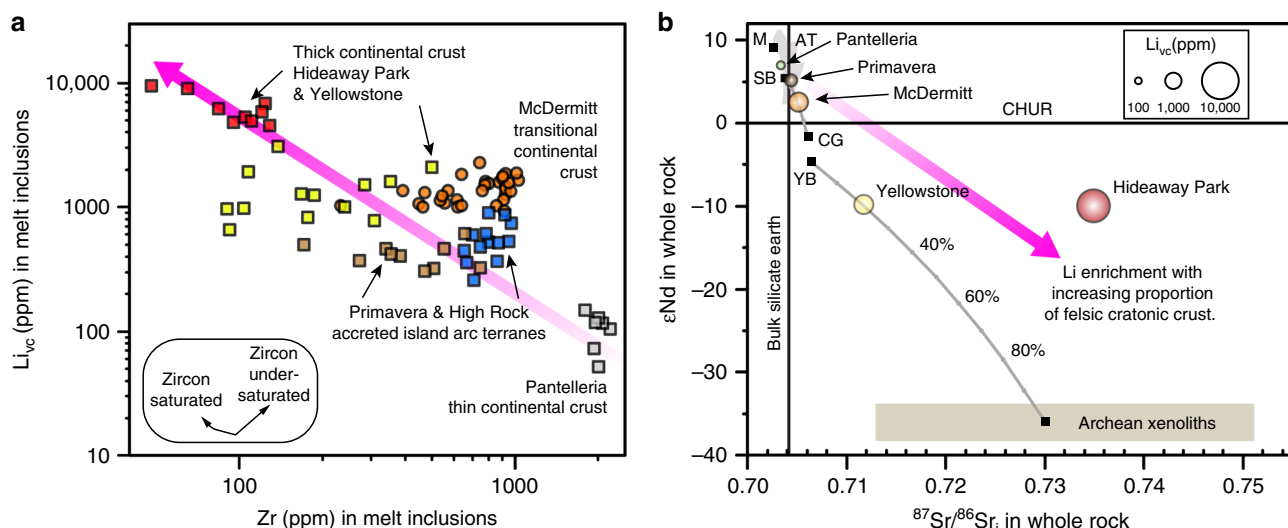 a
Li_vc (ppm) in melt inclusions
10,000
1000
100
10
Thick continental crust
Hideaway Park
& Yellowstone
McDermitt
transitional
continental
crust
Primavera & High Rock
accreted island arc terranes
Pantelleria
thin continental crust
Zircon
saturated
Zircon
under-
saturated
100
1000
Zr (ppm) in melt inclusions
b
εNd in whole rock
10
0
−10
−20
−30
−40
M
AT
Pantelleria
SB
Primavera
McDermitt
Li_vc(ppm)
100
1,000
10,000
CHUR
CG
YB
Yellowstone
Hideaway Park
40%
60%
80%
Li enrichment with
increasing proportion
of felsic cratonic crust.
Bulk silicate earth
Archean xenoliths
0.70
0.71
0.72
0.73
0.74
0.75
⁸⁷Sr/⁸⁶Sr_i in whole rock